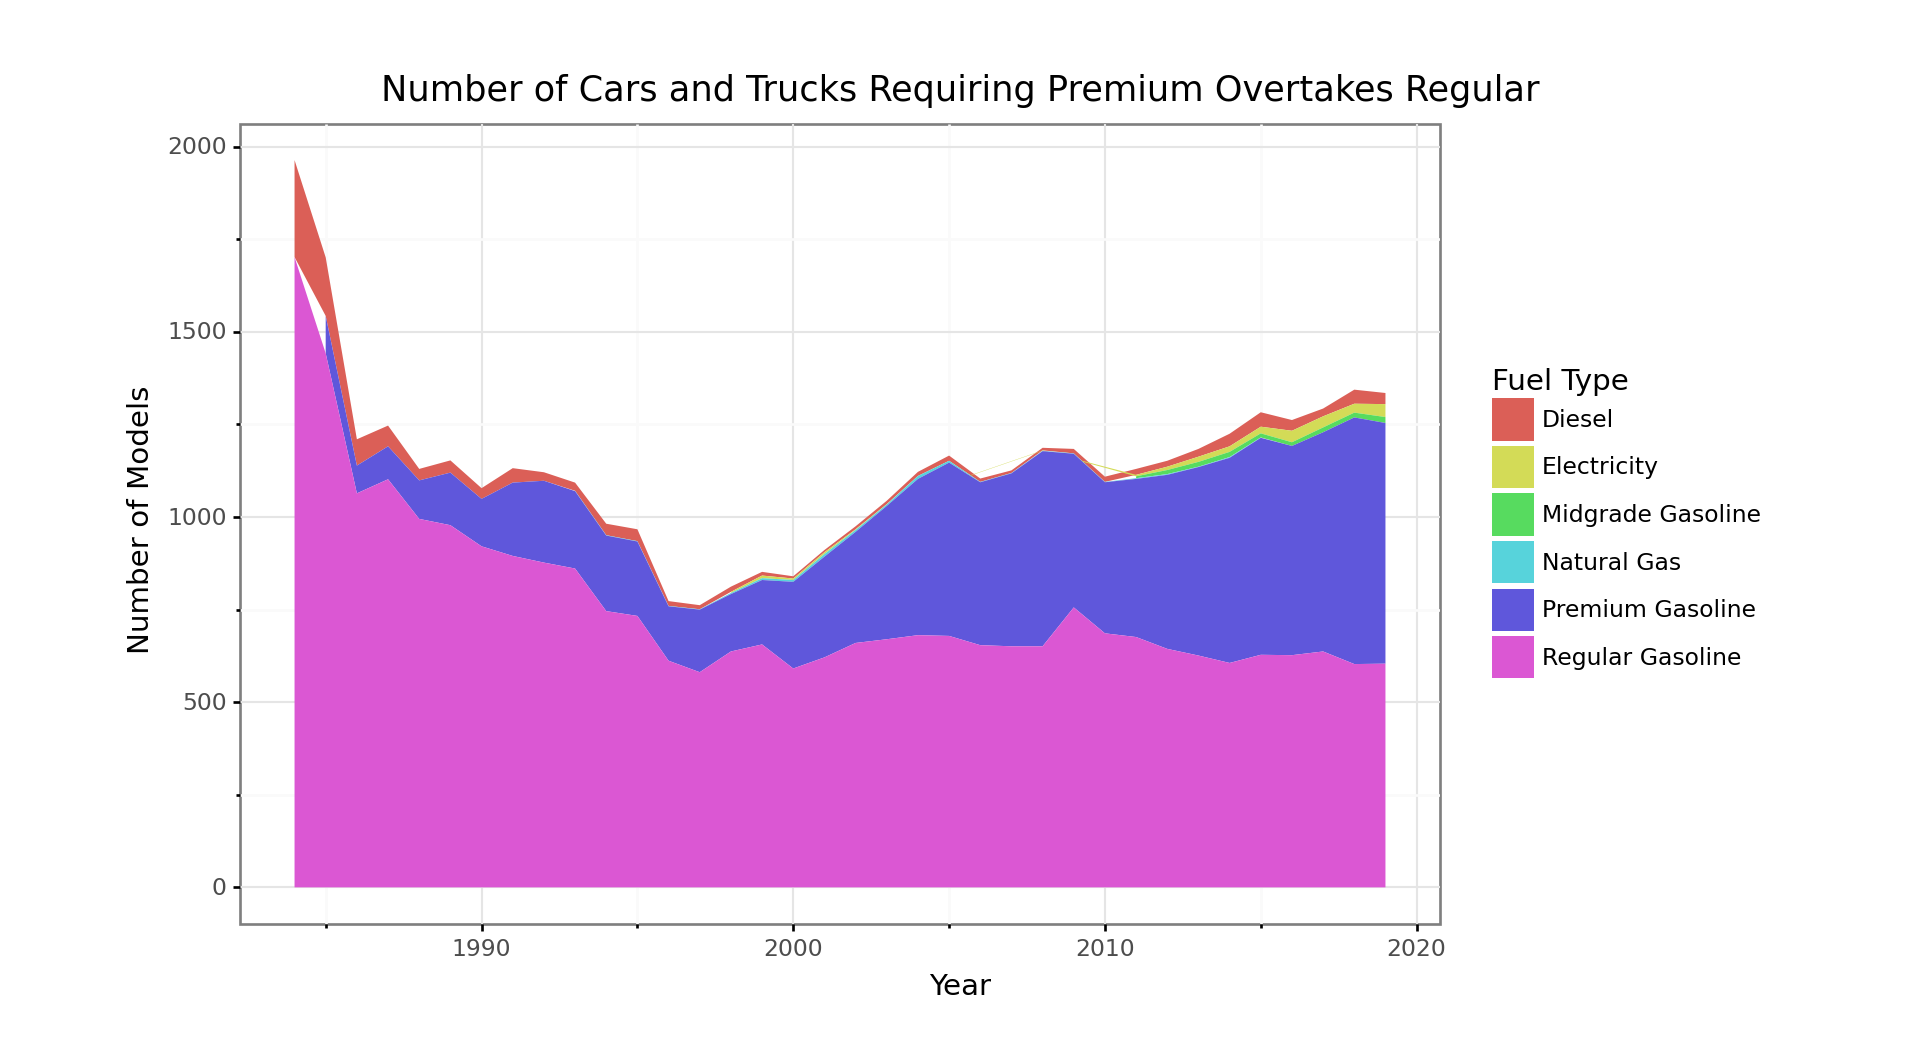 Number of Cars and Trucks Requiring Premium Overtakes Regular
Number of Models
2000
1500
1000
500
0
1990
2000
2010
2020
Year
Fuel Type
Diesel
Electricity
Midgrade Gasoline
Natural Gas
Premium Gasoline
Regular Gasoline